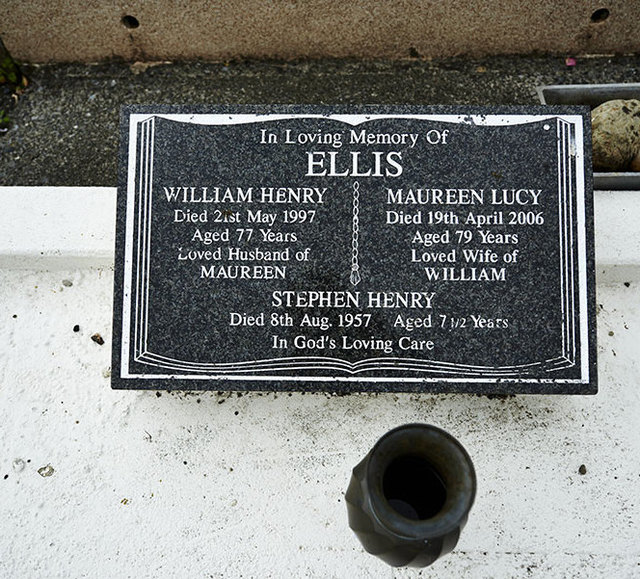 In Loving Memory Of
ELLIS
WILLIAM HENRY
Died 21st May 1997
Aged 77 Years
Loved Husband of
MAUREEN
MAUREEN LUCY
Died 19th April 2006
Aged 79 Years
Loved Wife of
WILLIAM
STEPHEN HENRY
Died 8th Aug. 1957 Aged 7 1/2 Years
In God's Loving Care